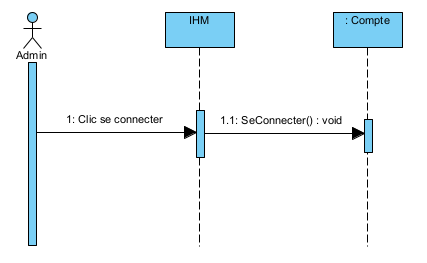 IHM
: Compte
Admin
1: Clic se connecter
1.1: SeConnecter() : void